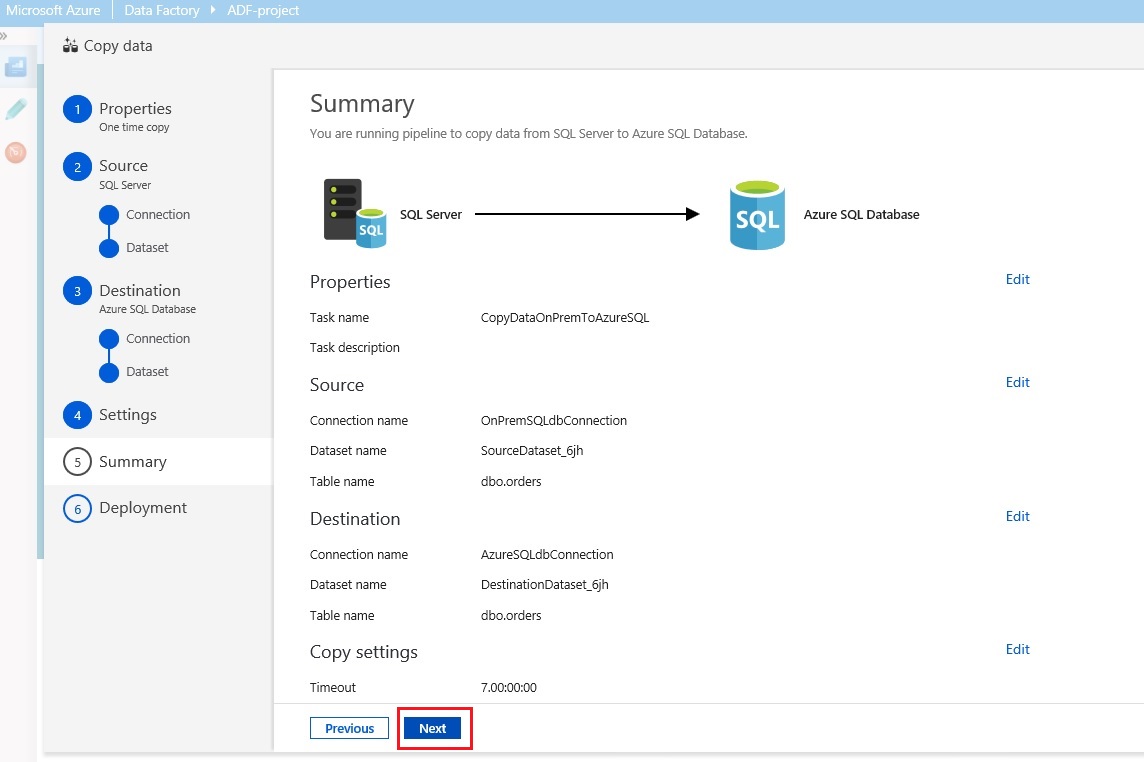 Microsoft Azure Data Factory ADF-project
»
Copy data
1 Properties
One time copy
2 Source
SQL Server
Connection
Dataset
3 Destination
Azure SQL Database
Connection
Dataset
4 Settings
5 Summary
6 Deployment
Summary
You are running pipeline to copy data from SQL Server to Azure SQL Database.
SQL SQL Server SQL Azure SQL Database
Properties Edit
Task name CopyDataOnPremToAzureSQL
Task description
Source Edit
Connection name OnPremSQLdbConnection
Dataset name SourceDataset_6jh
Table name dbo.orders
Destination Edit
Connection name AzureSQLdbConnection
Dataset name DestinationDataset_6jh
Table name dbo.orders
Copy settings Edit
Timeout 7.00:00:00
Previous Next